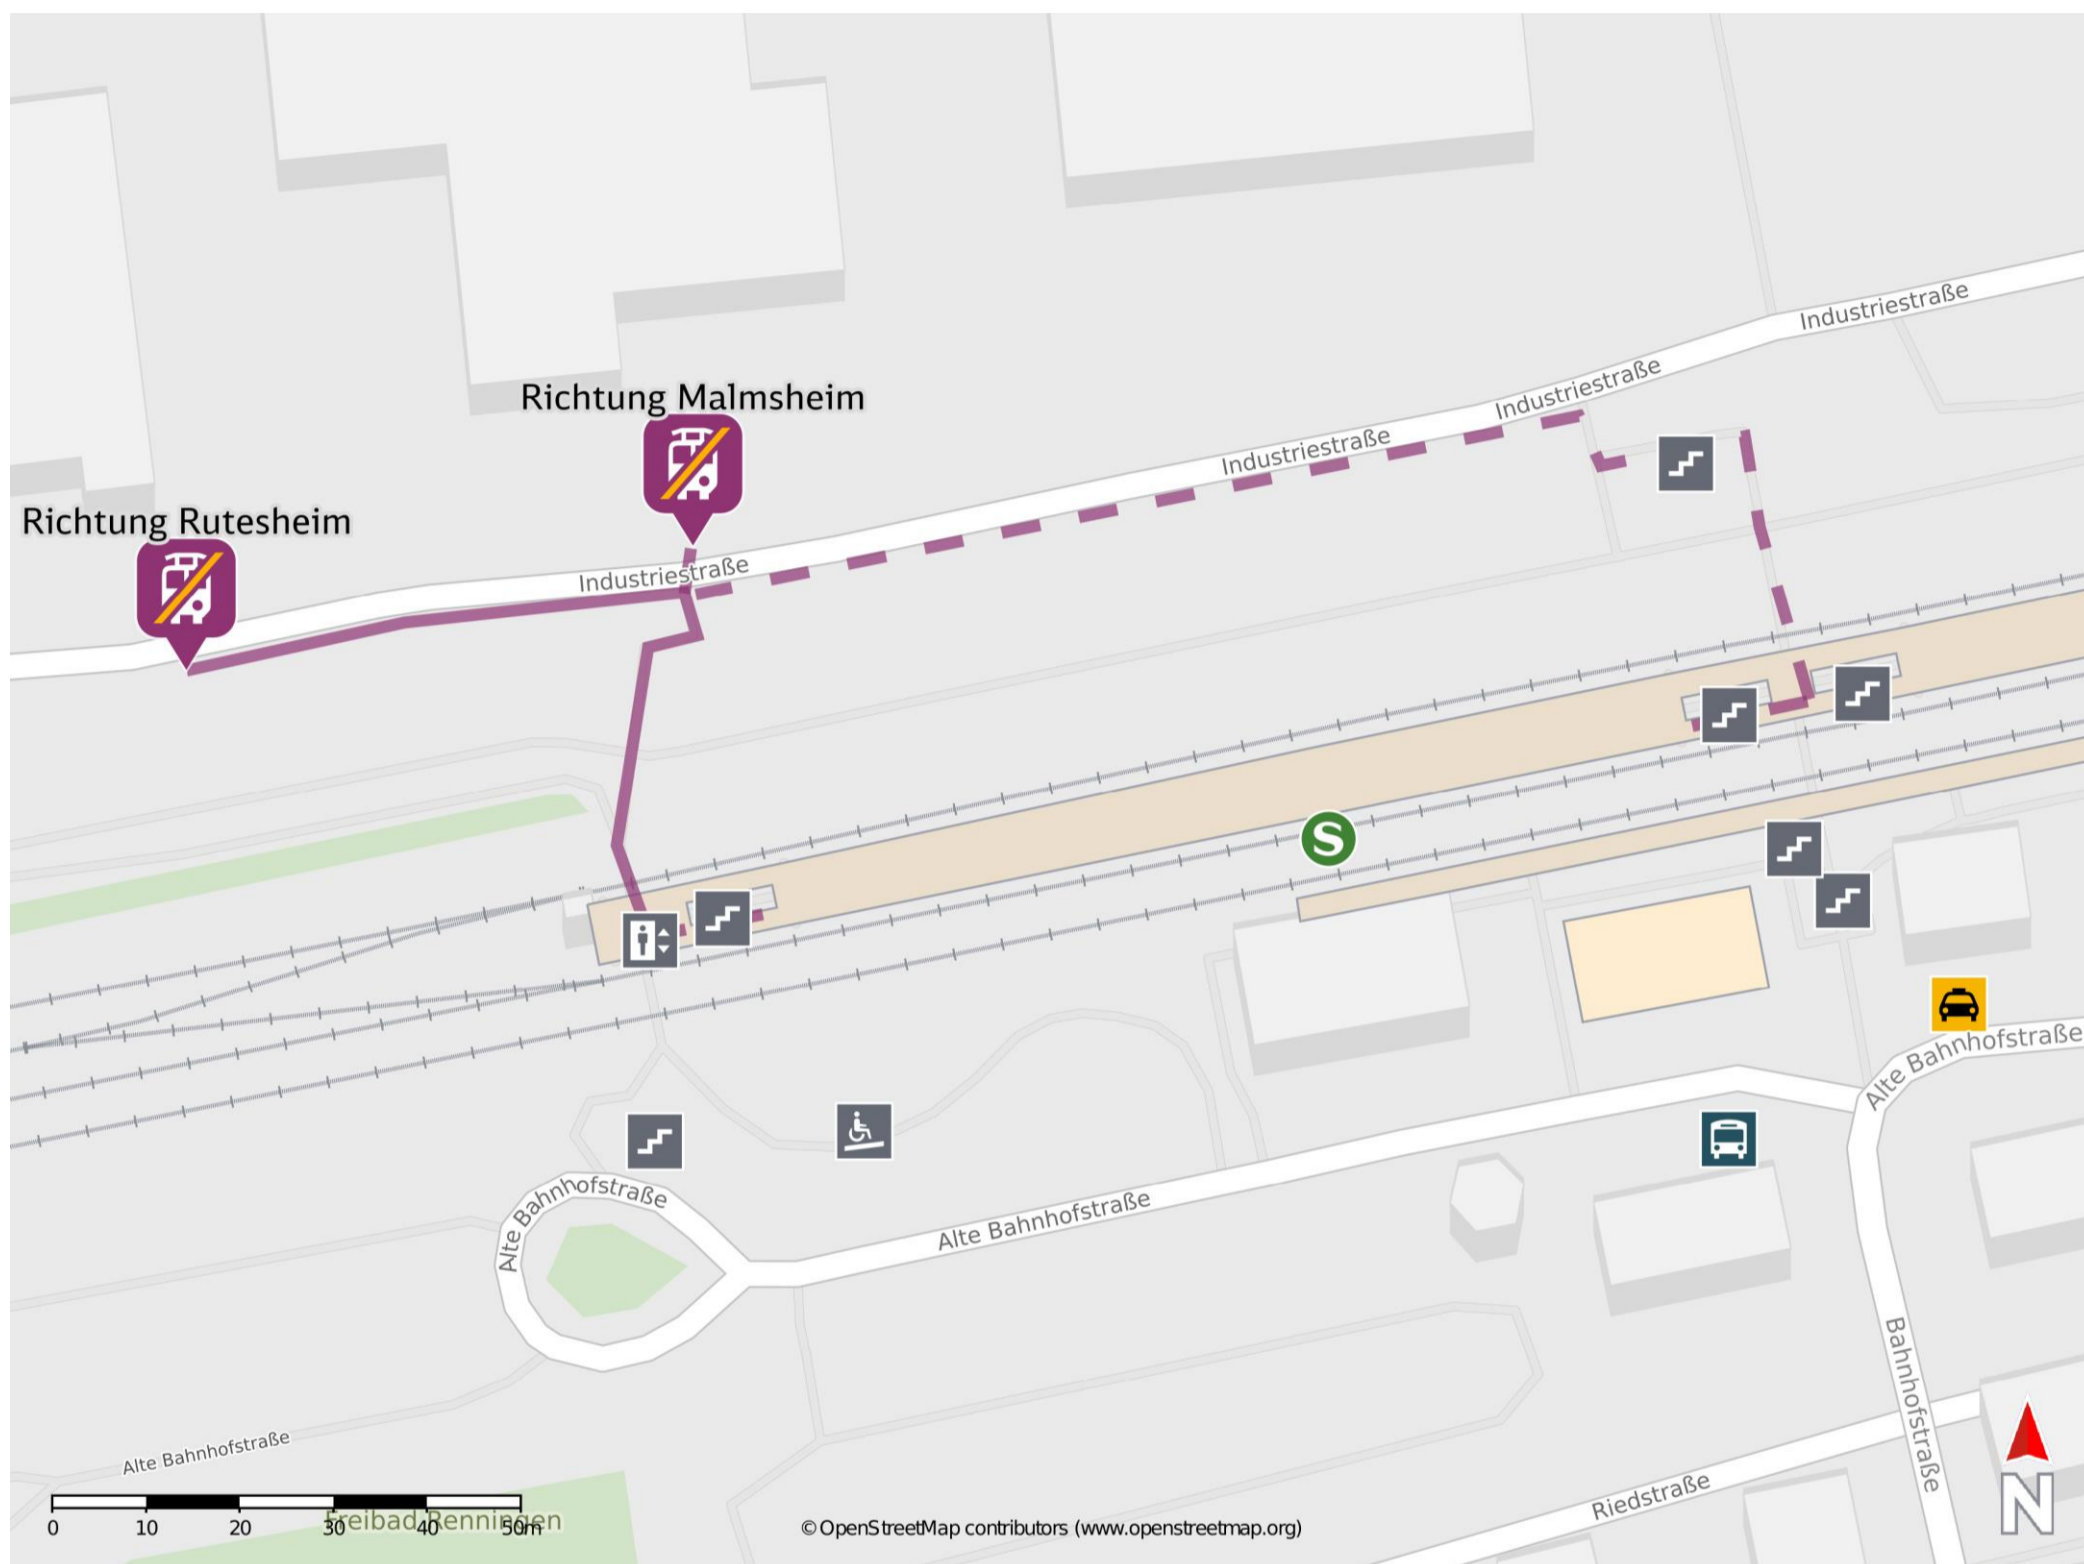 Industriestraße
Industriestraße
Richtung Malmsheim
Industriestraße
Richtung Rutesheim
Industriestraße
S
Alte Bahnhofstraße
Alte Bahnhofstraße
Alte Bahnhofstraße
Bahnhofstraße
Alte Bahnhofstraße
Riedstraße
Freibad Renningen
0 10 20 30 40 50m
© OpenStreetMap contributors (www.openstreetmap.org)
N